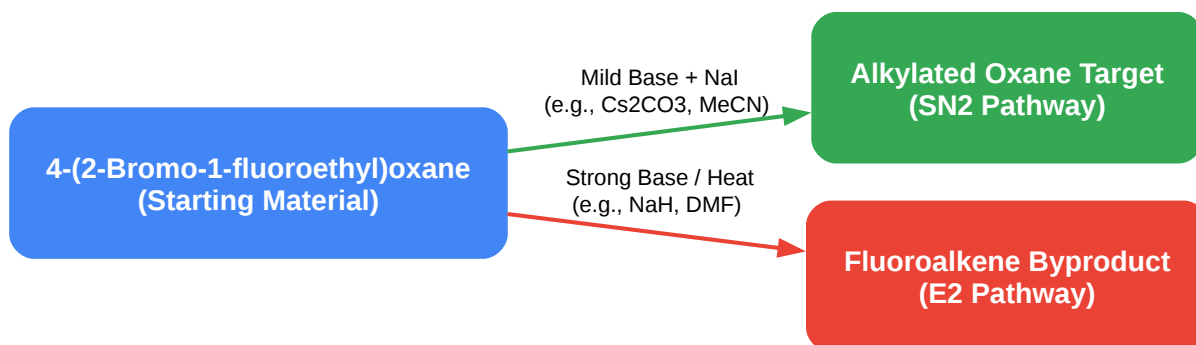 4-(2-Bromo-1-fluoroethyl)oxane
(Starting Material)
Mild Base + NaI
(e.g., Cs2CO3, MeCN)
Alkylated Oxane Target
(SN2 Pathway)
Strong Base / Heat
(e.g., NaH, DMF)
Fluoroalkene Byproduct
(E2 Pathway)